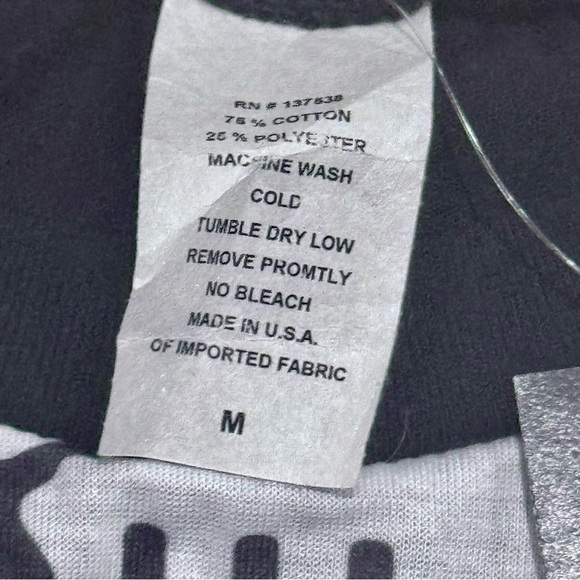 RN # 137538
75 % COTTON
25 % POLYESTER
MACHINE WASH
COLD
TUMBLE DRY LOW
REMOVE PROMTLY
NO BLEACH
MADE IN U.S.A.
OF IMPORTED FABRIC
M